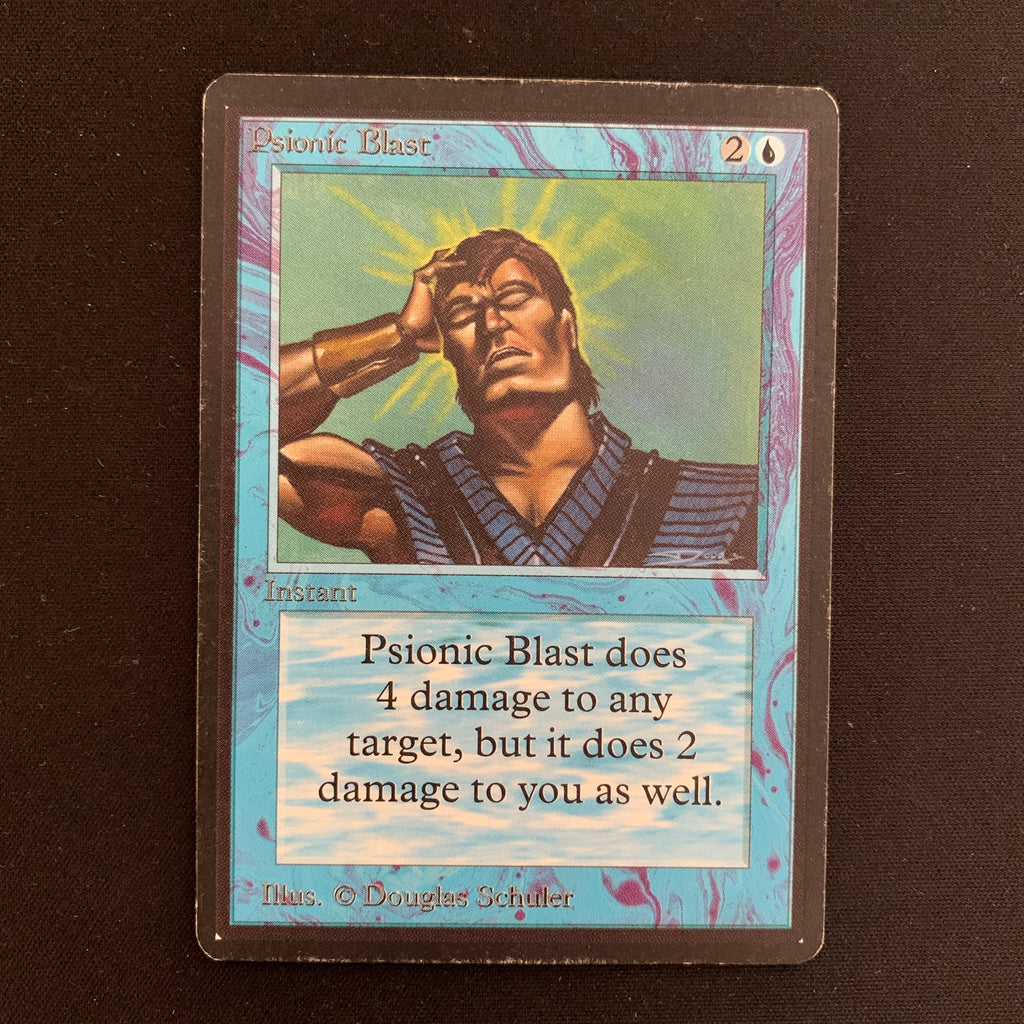 Psionic Blast 2
Instant
Psionic Blast does
4 damage to any
target, but it does 2
damage to you as well.
Illus. © Douglas Schuler